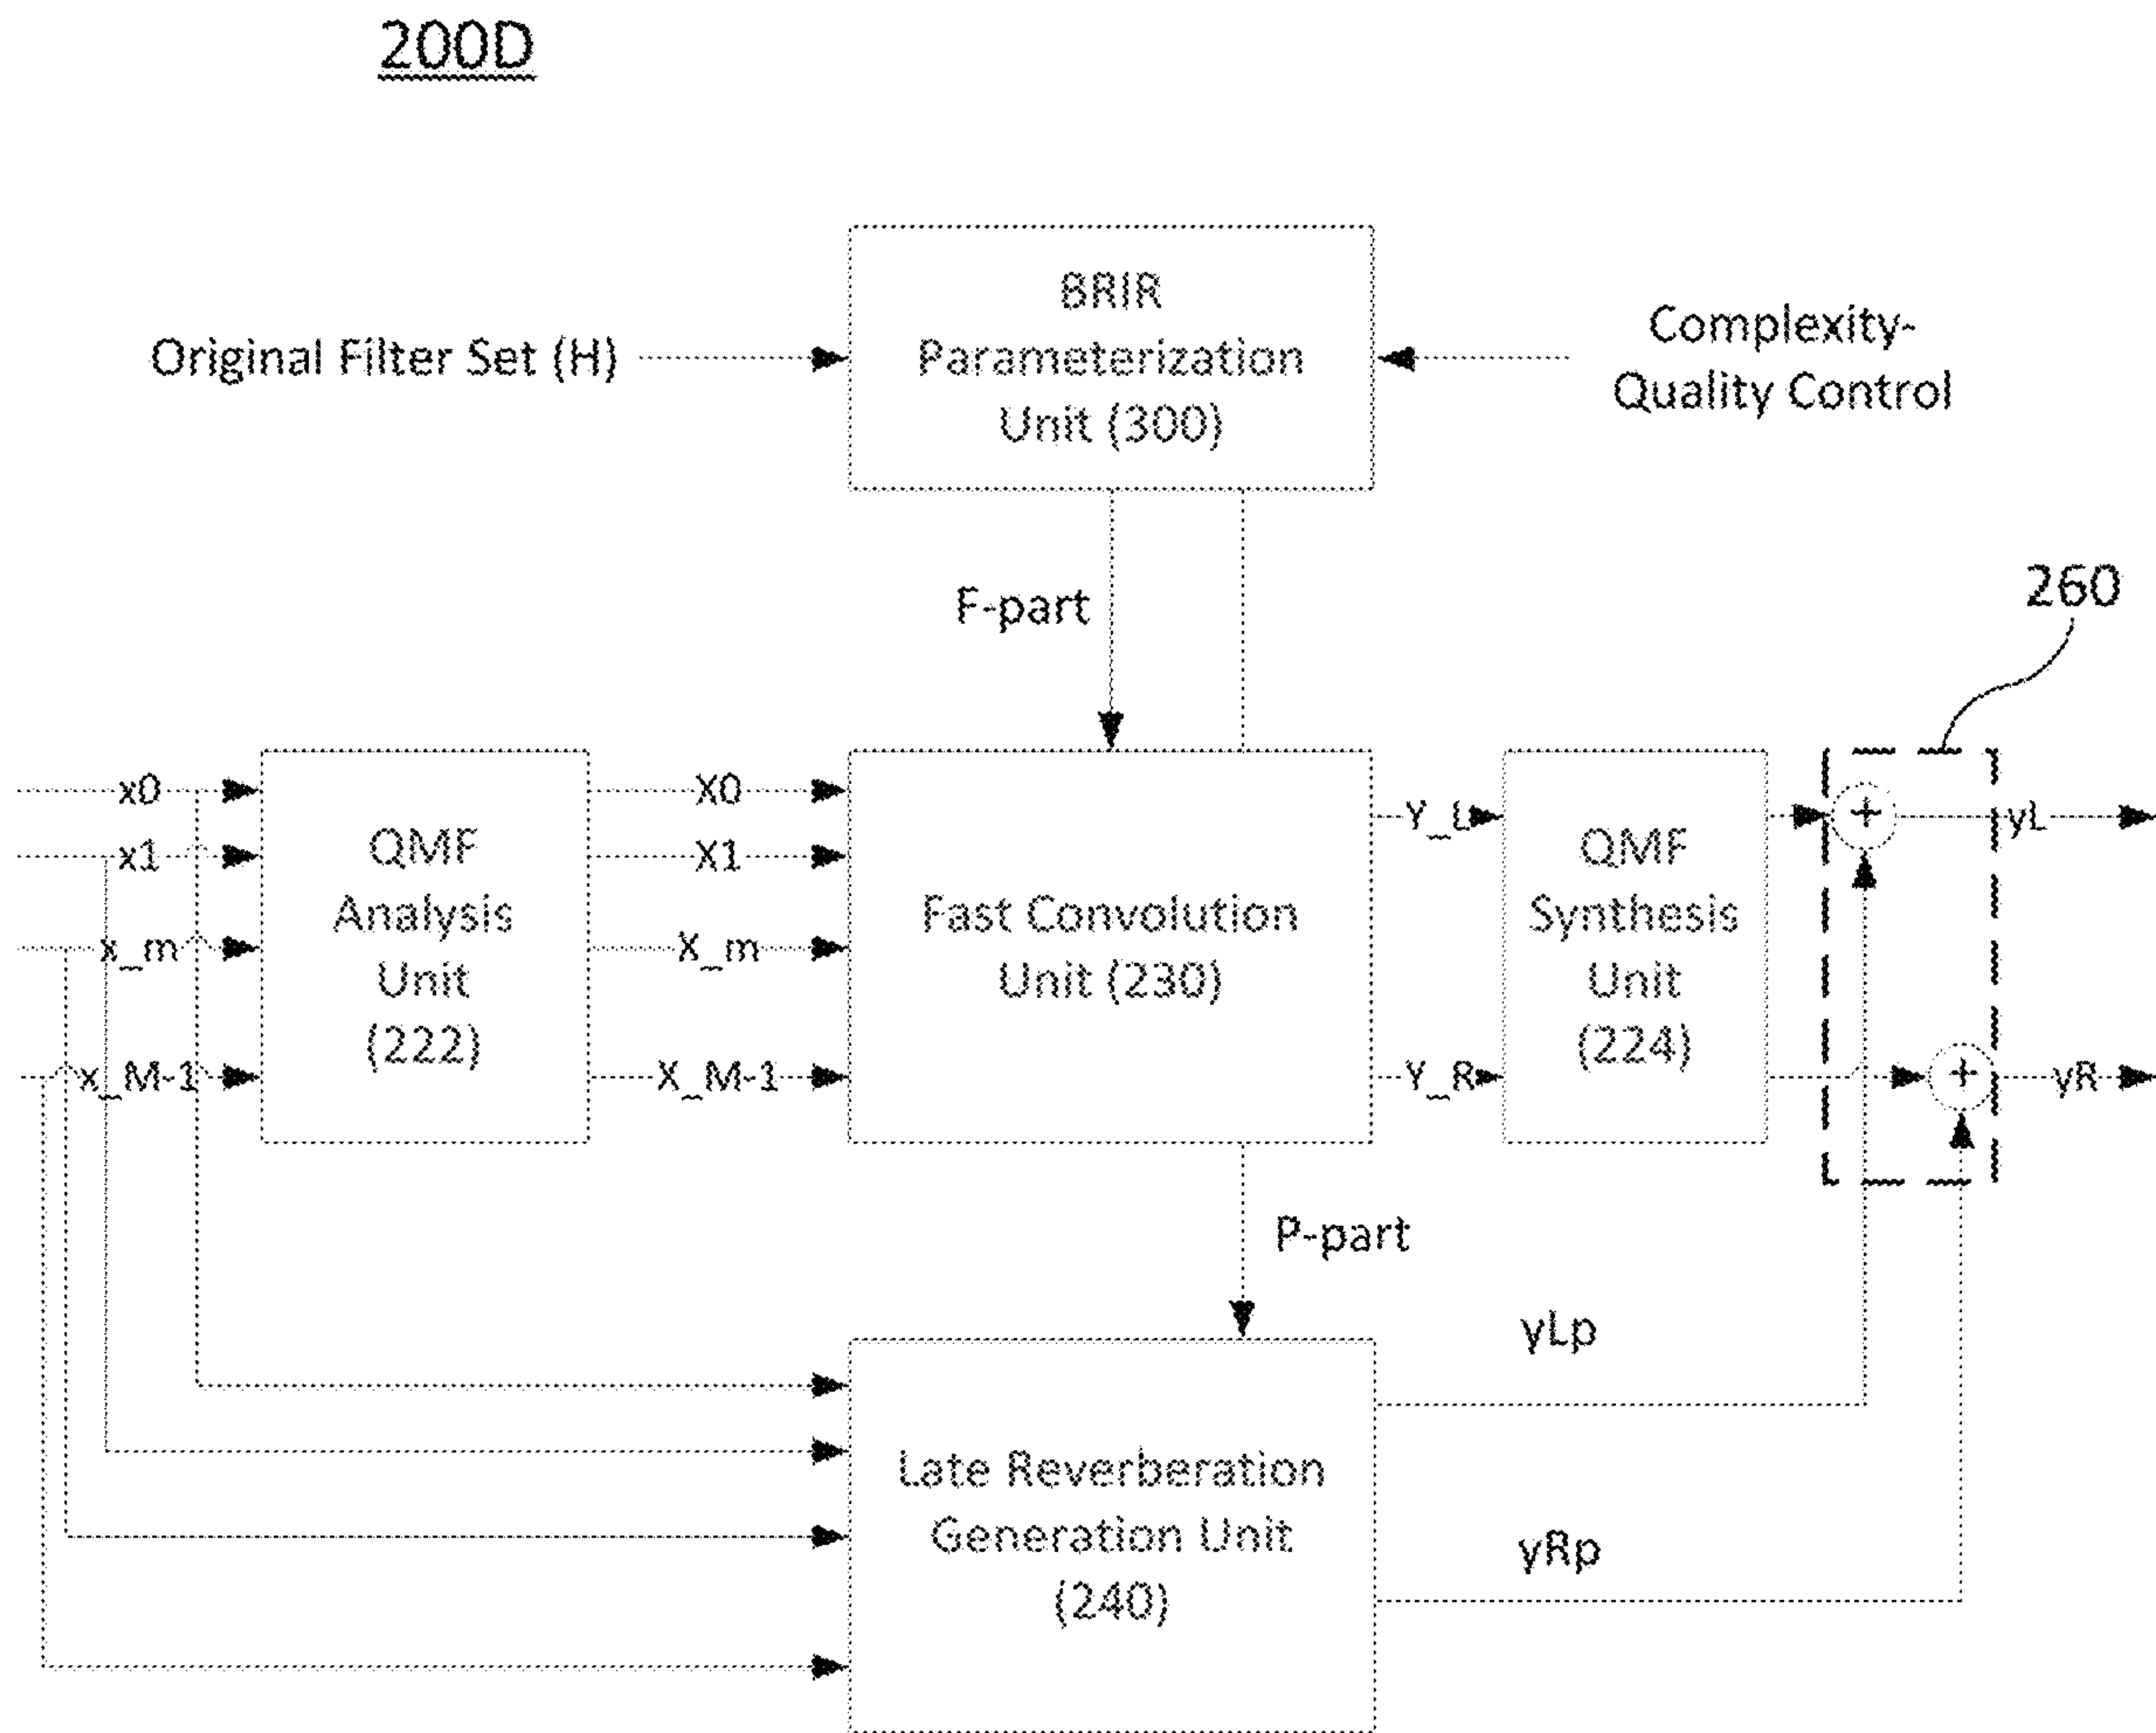 200D
BRIR
Parameterization
Unit (300)
Original Filter Set (H)
Complexity-
Quality Control
F-part
260
x0
x1
x_m
x_M-1
QMF
Analysis
Unit
(222)
X0
X1
X_m
X_M-1
Fast Convolution
Unit (230)
Y_L
Y_R
QMF
Synthesis
Unit
(224)
+
yL
+
yR
P-part
yLp
Late Reverberation
Generation Unit
(240)
yRp